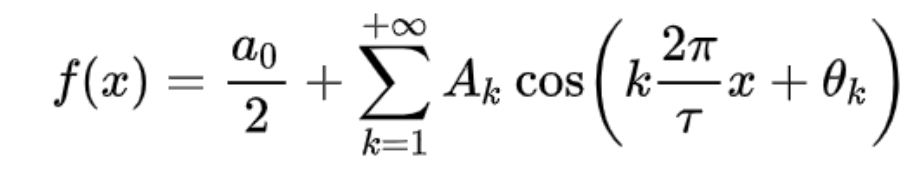 f(x) = \frac{a_0}{2} + \sum_{k=1}^{+\infty} A_k \cos\left(k\frac{2\pi}{\tau}x + \theta_k\right)